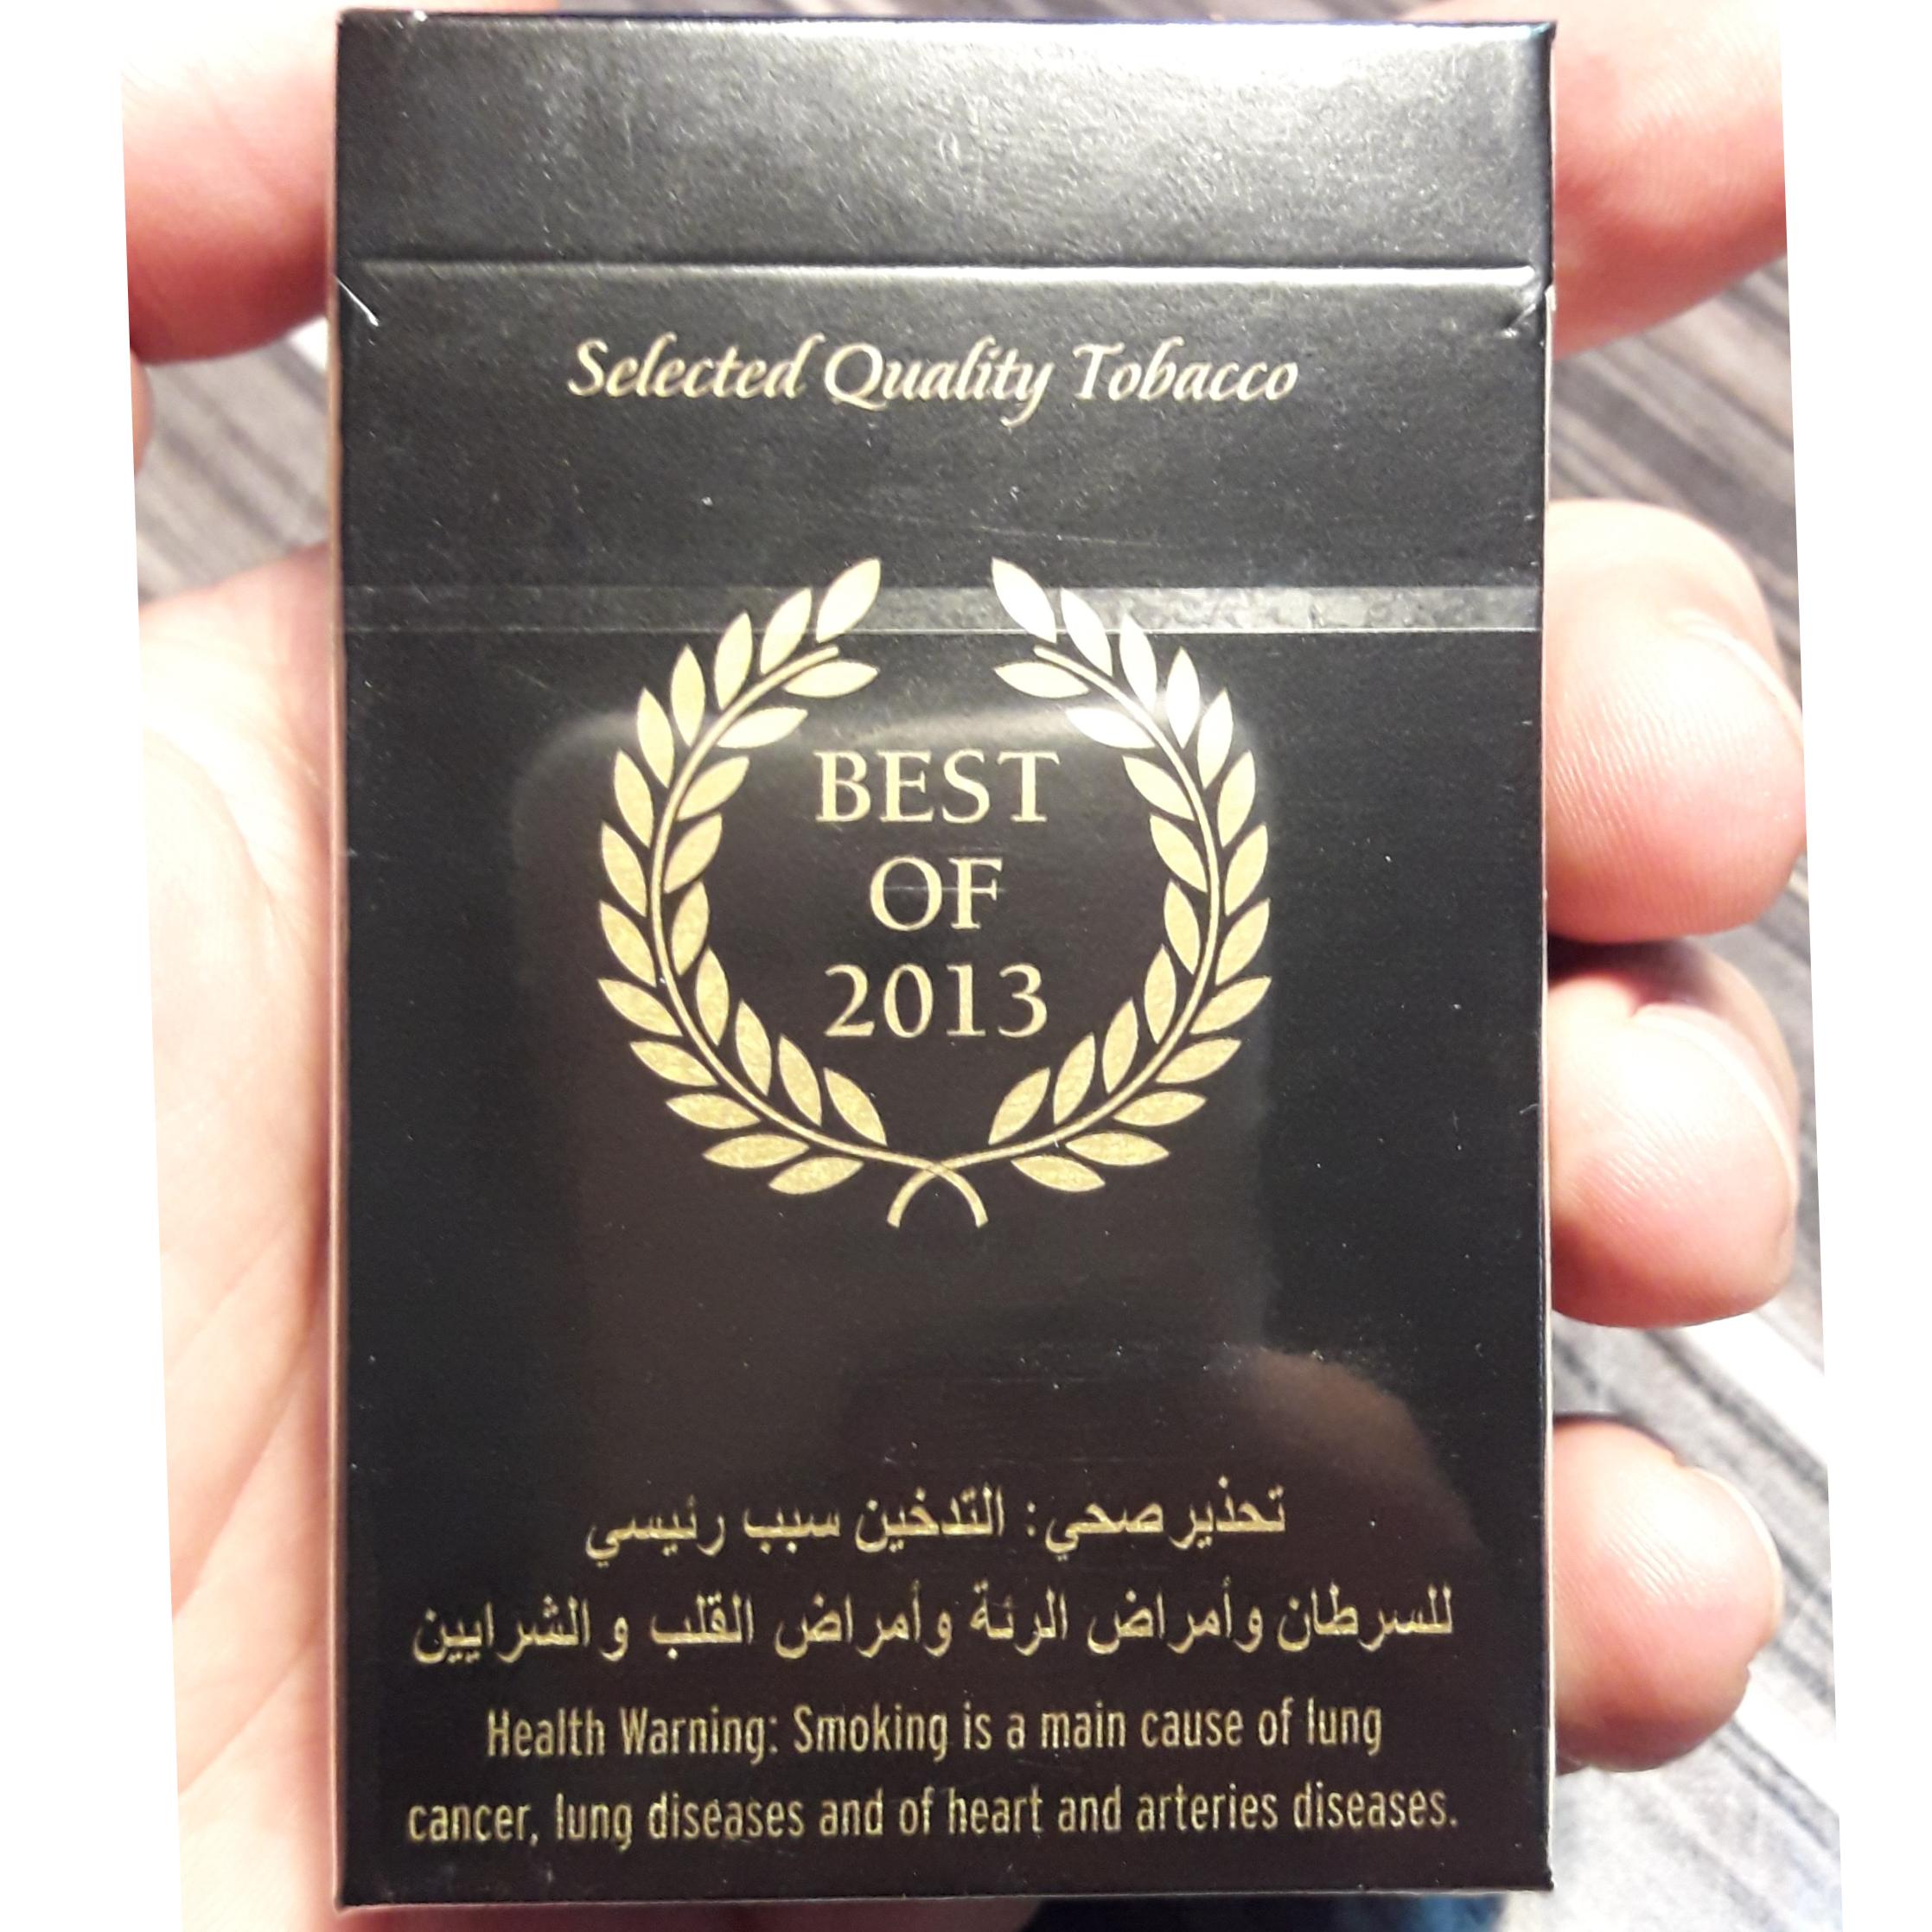 Selected Quality Tobacco
BEST
OF
2013
تحذير صحي: التدخين سبب رئيسي
للسرطان وأمراض الرئة وأمراض القلب و الشرايين
Health Warning: Smoking is a main cause of lung
cancer, lung diseases and of heart and arteries diseases.